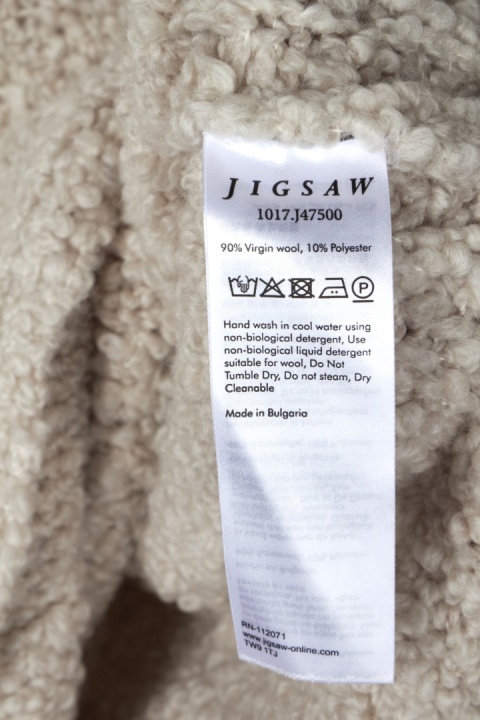 JIGSAW
1017.J47500
90% Virgin wool, 10% Polyester
P
Hand wash in cool water using
non-biological detergent, Use
non-biological liquid detergent
suitable for wool, Do Not
Tumble Dry, Do not steam, Dry
Cleanable
Made in Bulgaria
RN-112071
www.jigsaw-online.com
TW9 1TJ